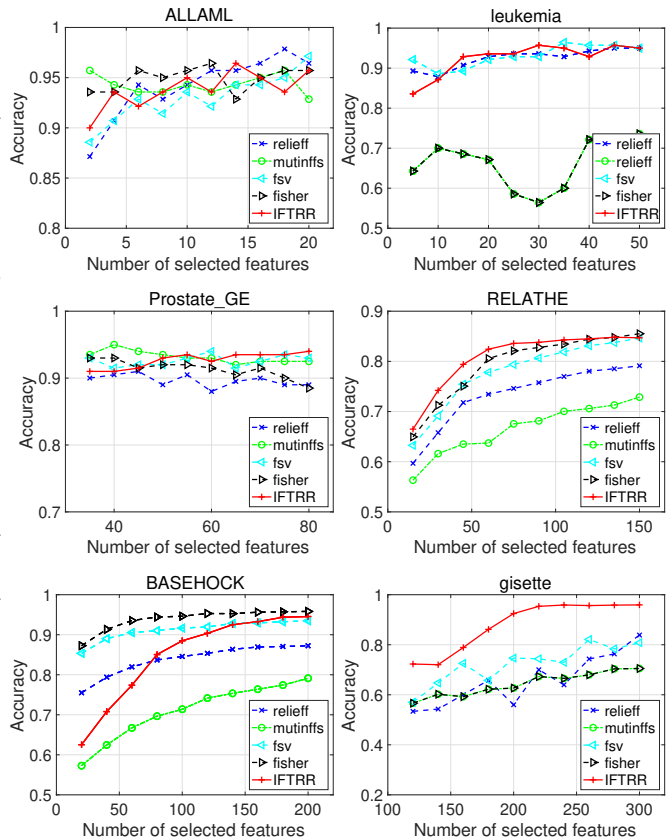 ALLAML
1
0.95
0.9
0.85
0.8
Accuracy
relieff
mutinffs
fsv
fisher
IFTRR
0 5 10 15 20
Number of selected features
leukemia
1
0.9
0.8
0.7
0.6
0.5
Accuracy
relieff
relieff
fsv
fisher
IFTRR
0 10 20 30 40 50
Number of selected features
Prostate_GE
1
0.9
0.8
0.7
Accuracy
relieff
mutinffs
fsv
fisher
IFTRR
40 60 80
Number of selected features
RELATHE
0.9
0.8
0.7
0.6
0.5
Accuracy
relieff
mutinffs
fsv
fisher
IFTRR
0 50 100 150
Number of selected features
BASEHOCK
1
0.9
0.8
0.7
0.6
0.5
Accuracy
relieff
mutinffs
fsv
fisher
IFTRR
0 50 100 150 200
Number of selected features
gisette
1
0.8
0.6
0.4
0.2
Accuracy
relieff
mutinffs
fsv
fisher
IFTRR
100 150 200 250 300
Number of selected features